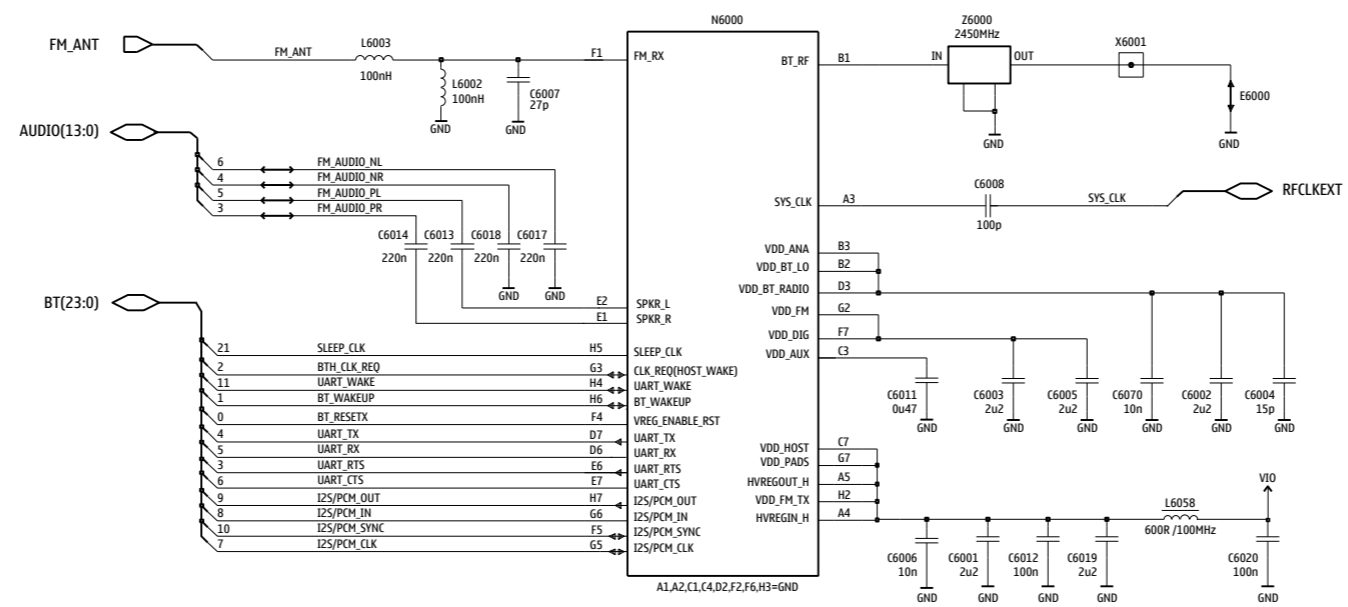 N6000
Z6000
2450MHz
FM_ANT
FM_ANT
L6003
100nH
L6002
100nH
C6007
27p
GND
GND
F1
FM_RX
BT_RF
B1
IN
OUT
X6001
E6000
GND
GND
AUDIO(13:0)
6 FM_AUDIO_NL
4 FM_AUDIO_NR
5 FM_AUDIO_PL
3 FM_AUDIO_PR
SYS_CLK
A3
C6008
100p
SYS_CLK
RFCLKEXT
C6014 C6013 C6018 C6017
220n 220n 220n 220n
GND GND
E2 SPKR_L
E1 SPKR_R
VDD_ANA B3
VDD_BT_LO B2
VDD_BT_RADIO D3
VDD_FM G2
VDD_DIG F7
VDD_AUX C3
C6011 C6003 C6005 C6070 C6002 C6004
0u47 2u2 2u2 10n 2u2 15p
GND GND GND GND GND GND
BT(23:0)
21 SLEEP_CLK H5 SLEEP_CLK
2 BTH_CLK_REQ G3 CLK_REQ(HOST_WAKE)
11 UART_WAKE H4 UART_WAKE
1 BT_WAKEUP H6 BT_WAKEUP
0 BT_RESETX F4 VREG_ENABLE_RST
4 UART_TX D7 UART_TX
5 UART_RX D6 UART_RX
3 UART_RTS E6 UART_RTS
6 UART_CTS E7 UART_CTS
9 I2S/PCM_OUT H7 I2S/PCM_OUT
8 I2S/PCM_IN G6 I2S/PCM_IN
10 I2S/PCM_SYNC F5 I2S/PCM_SYNC
7 I2S/PCM_CLK G5 I2S/PCM_CLK
VDD_HOST C7
VDD_PADS G7
HVREGOUT_H A5
VDD_FM_TX H2
HVREGIN_H A4
VIO
L6058
600R/100MHz
C6006 C6001 C6012 C6019 C6020
10n 2u2 100n 2u2 100n
GND GND GND GND GND
A1,A2,C1,C4,D2,F2,F6,H3=GND